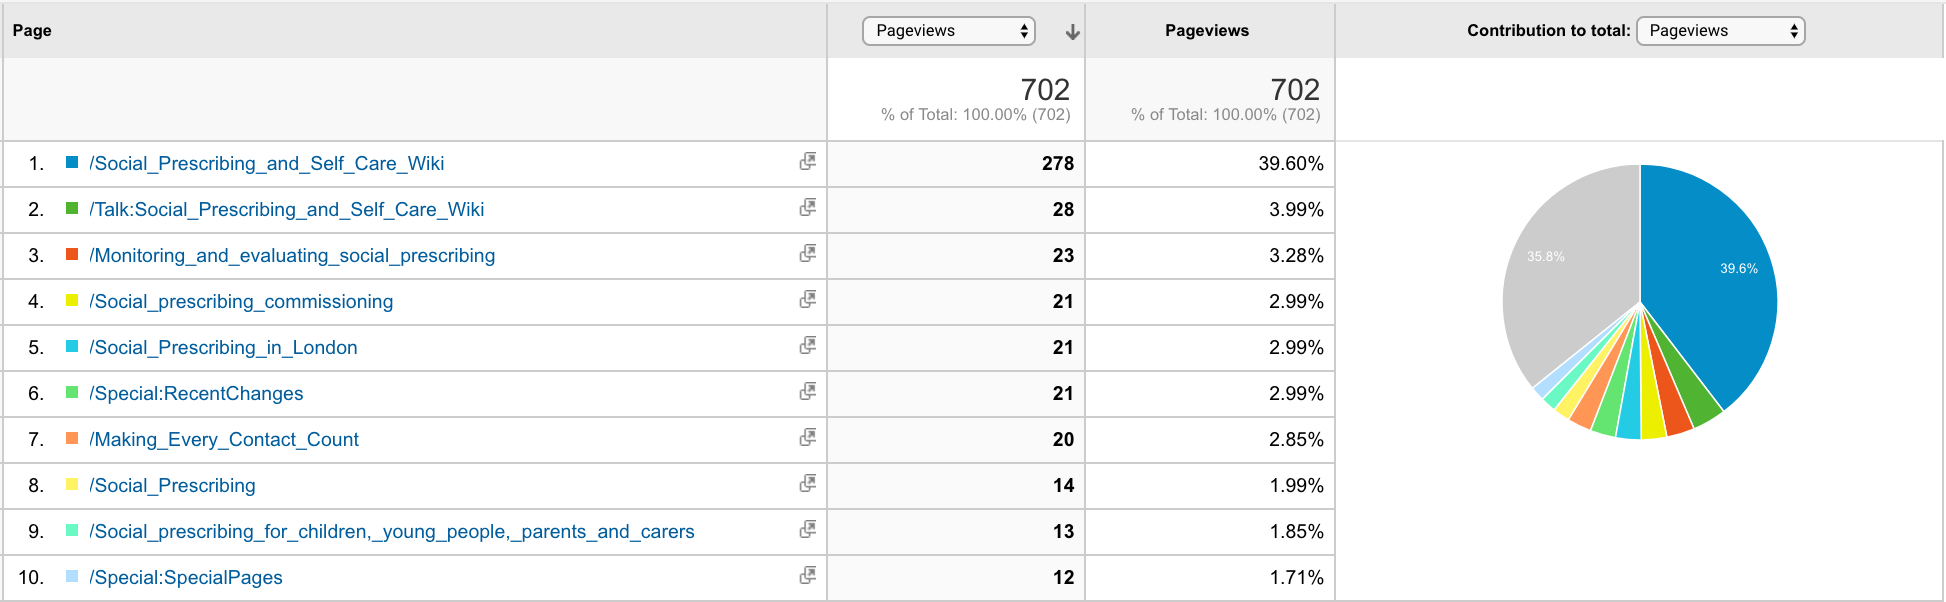 Page Pageviews Pageviews Contribution to total: Pageviews
702 702
% of Total: 100.00% (702) % of Total: 100.00% (702)
1. /Social_Prescribing_and_Self_Care_Wiki 278 39.60%
2. /Talk:Social_Prescribing_and_Self_Care_Wiki 28 3.99%
3. /Monitoring_and_evaluating_social_prescribing 23 3.28%
4. /Social_prescribing_commissioning 21 2.99%
5. /Social_Prescribing_in_London 21 2.99%
6. /Special:RecentChanges 21 2.99%
7. /Making_Every_Contact_Count 20 2.85%
8. /Social_Prescribing 14 1.99%
9. /Social_prescribing_for_children,_young_people,_parents_and_carers 13 1.85%
10. /Special:SpecialPages 12 1.71%
35.8%
39.6%